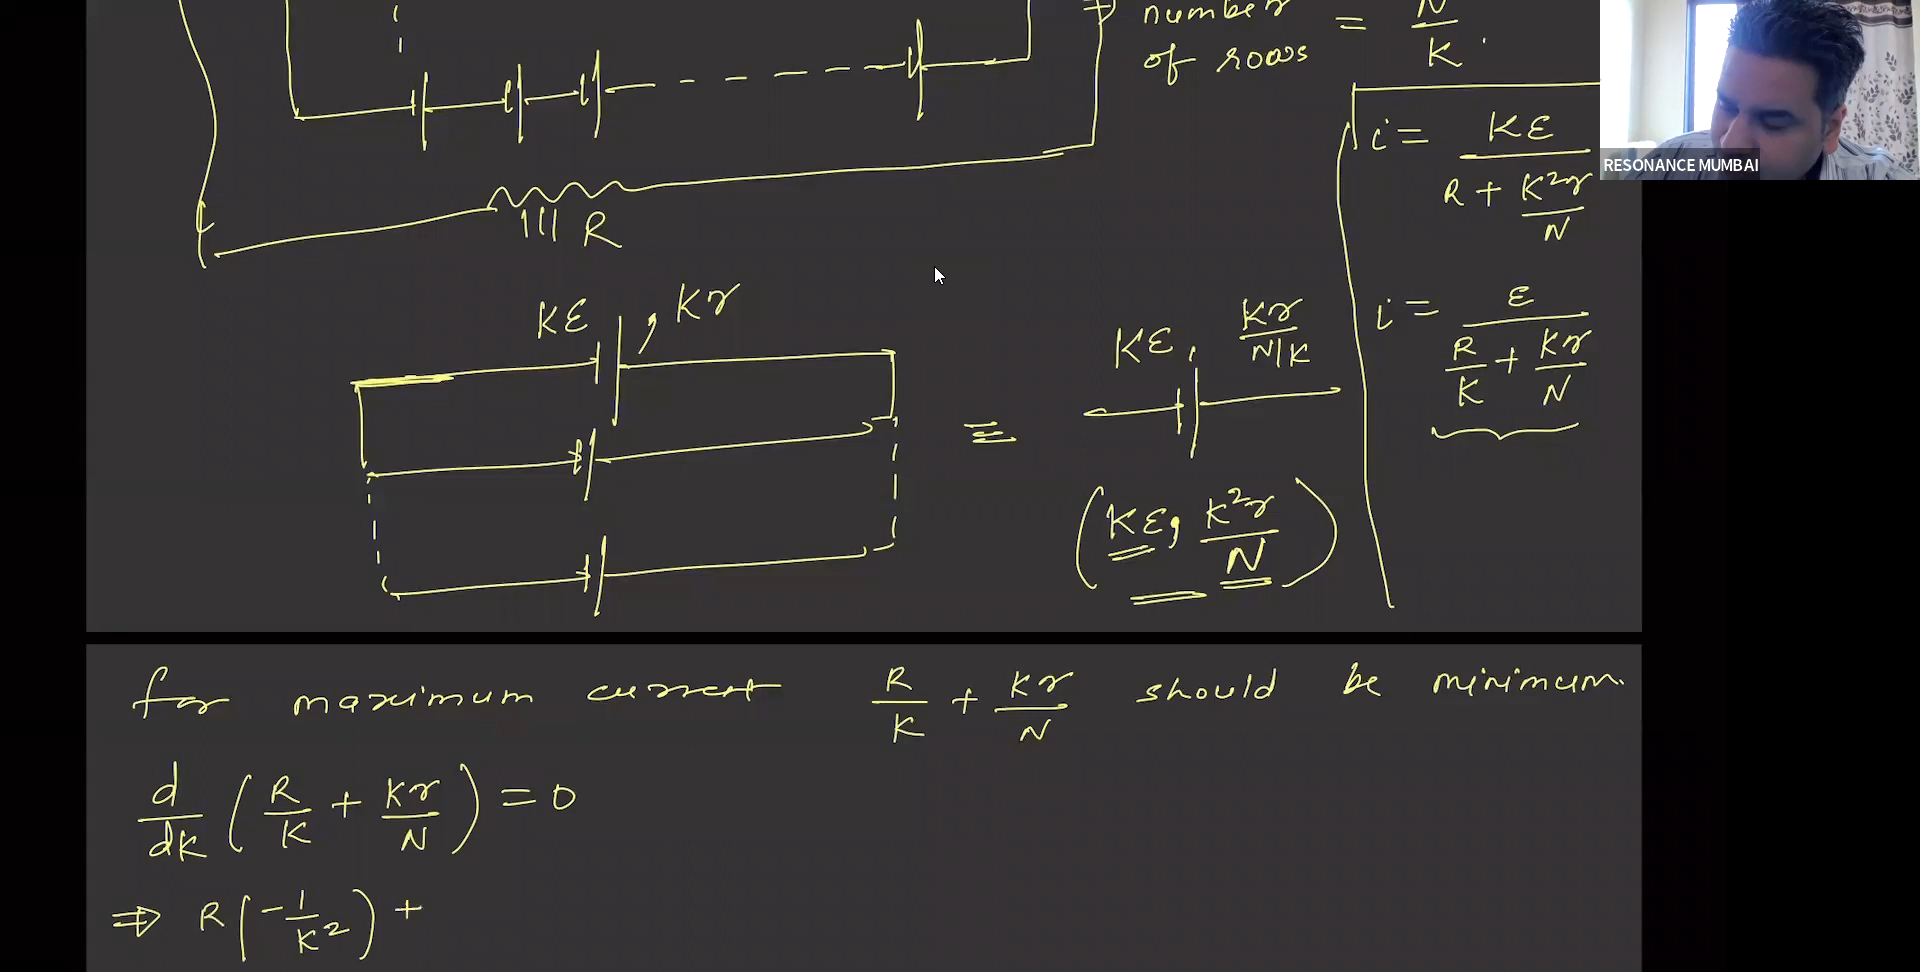 number
of rows = N/K.
RESONANCE MUMBAI
i = Kε / (R + K²r/N)
R
Kε, Kr
i = ε / (R/K + Kr/N)
Kε, Kr / N/K
≡
(Kε, K²r/N)
for maximum current R/K + Kr/N should be minimum.
d/dK (R/K + Kr/N) = 0
⇒ R(-1/K²) +